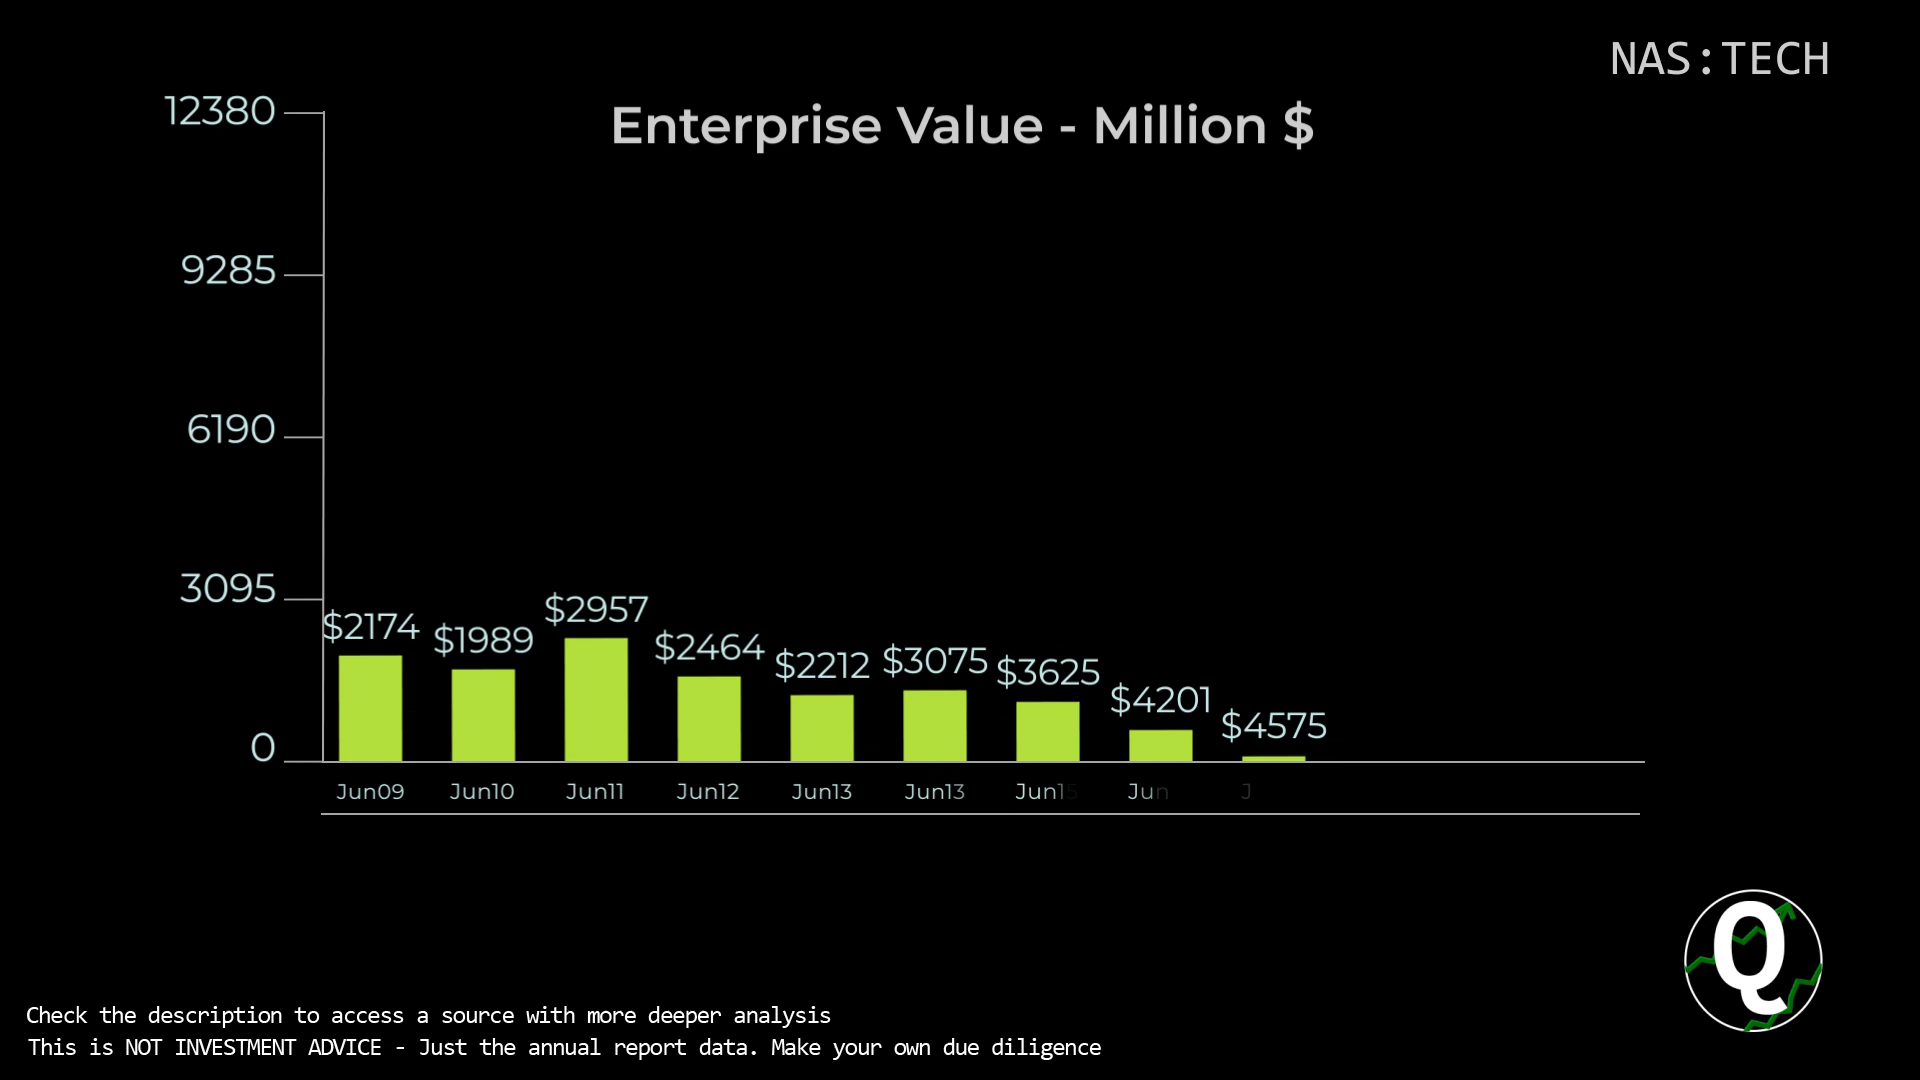 NAS:TECH
Enterprise Value - Million $
12380
9285
6190
3095
0
$2174 $1989 $2957 $2464 $2212 $3075 $3625 $4201 $4575
Jun09 Jun10 Jun11 Jun12 Jun13 Jun13 Jun15 Jun J
Q
Check the description to access a source with more deeper analysis
This is NOT INVESTMENT ADVICE - Just the annual report data. Make your own due diligence